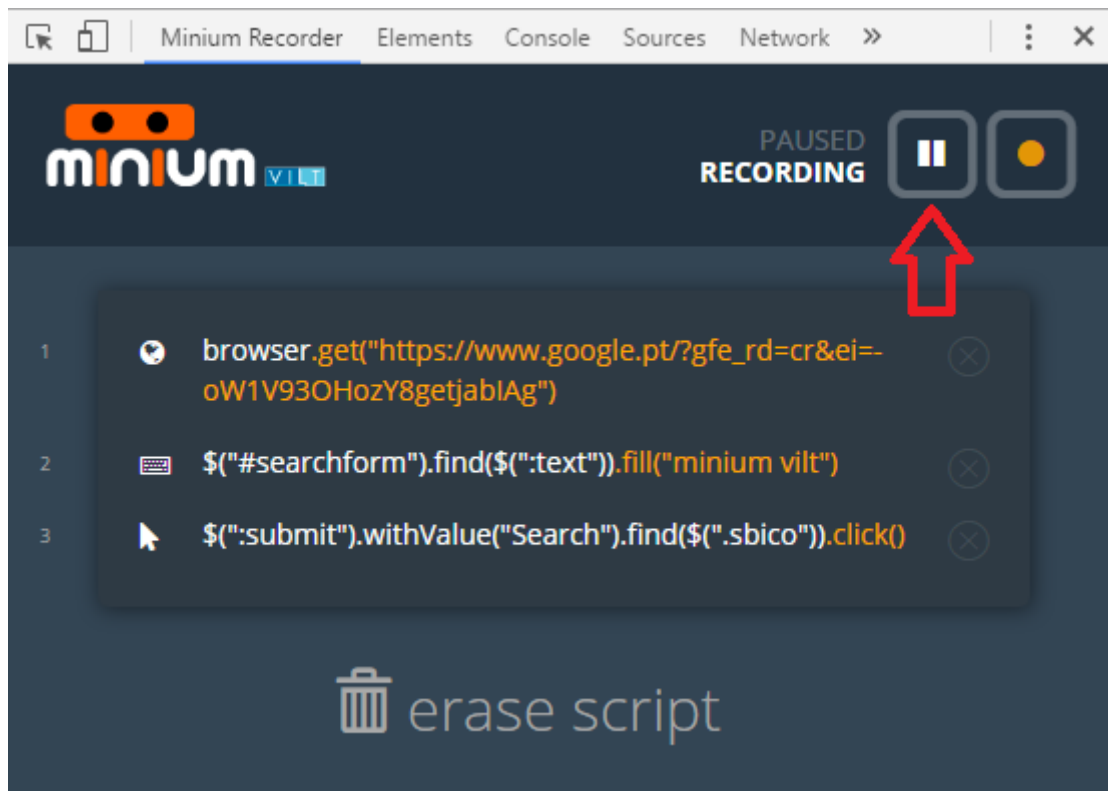 Minium Recorder Elements Console Sources Network »
minium VILT
PAUSED
RECORDING
1 browser.get("https://www.google.pt/?gfe_rd=cr&ei=-
oW1V93OHozY8getjabIAg")
2 $("#searchform").find($(":text")).fill("minium vilt")
3 $(":submit").withValue("Search").find($(".sbico")).click()
erase script